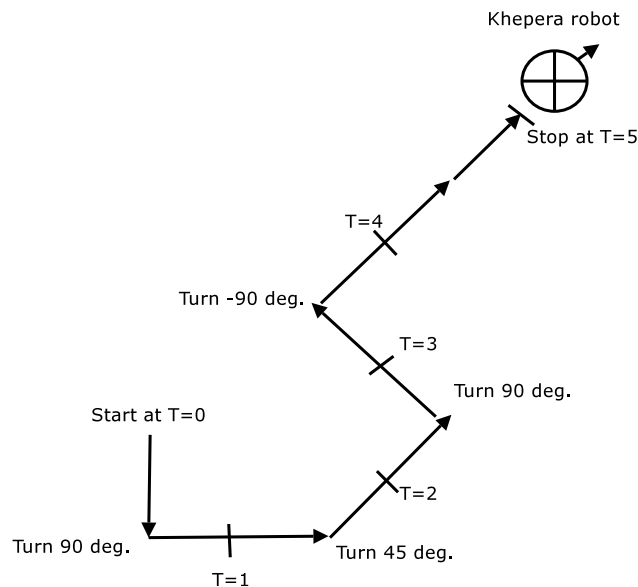 Khepera robot
Stop at T=5
T=4
Turn -90 deg.
T=3
Turn 90 deg.
Start at T=0
T=2
Turn 90 deg.
Turn 45 deg.
T=1